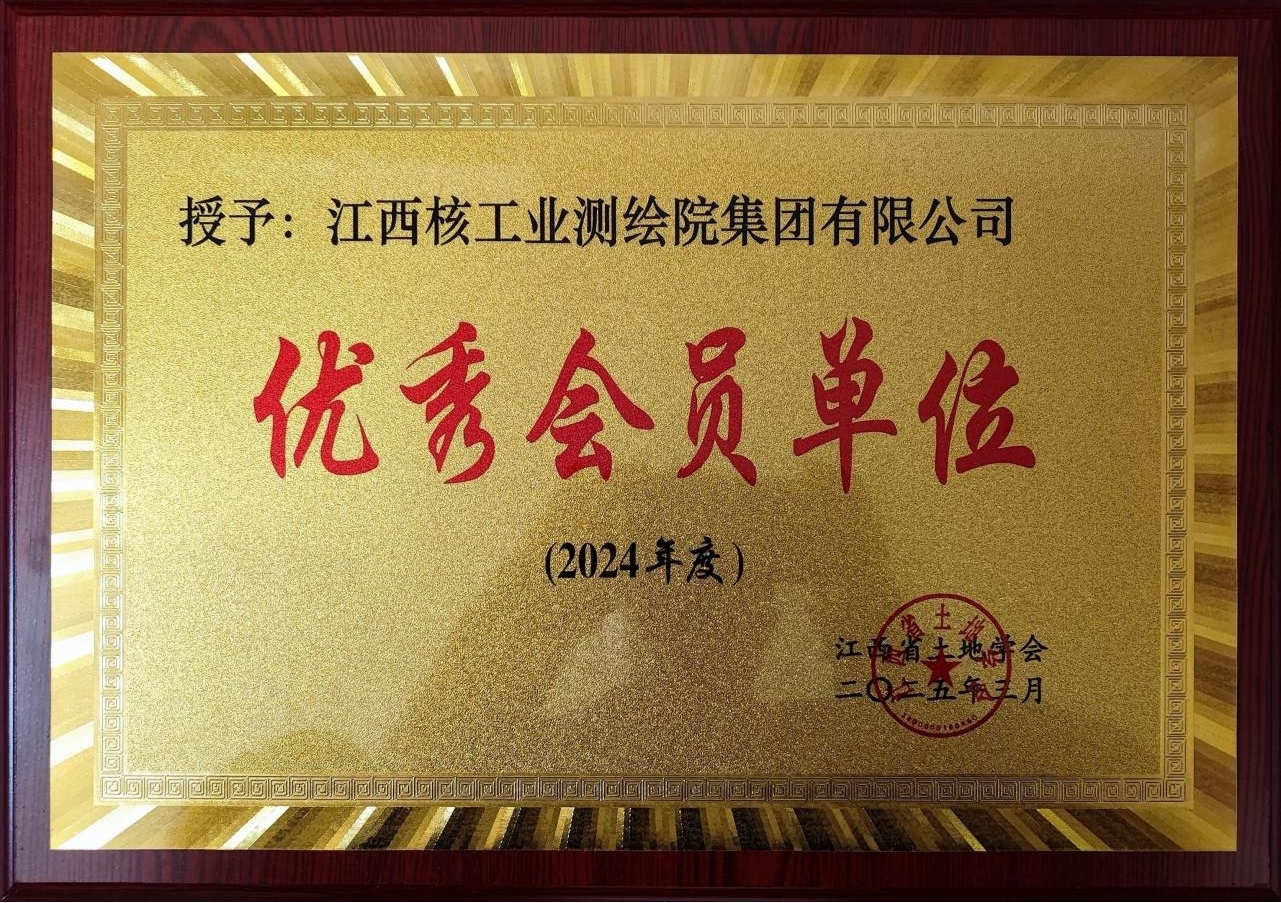 授予：江西核工业测绘院集团有限公司
优秀会员单位
(2024年度)
江西省土地学会
二〇二五年三月